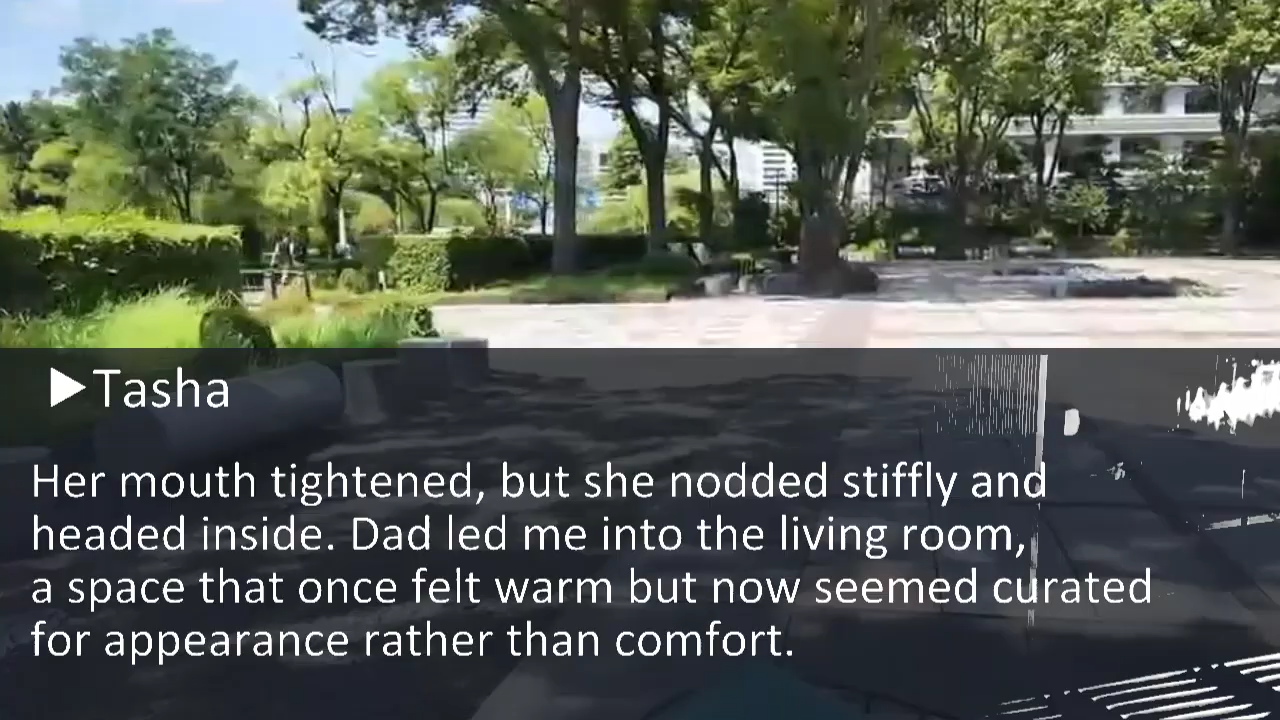 ▶Tasha
Her mouth tightened, but she nodded stiffly and
headed inside. Dad led me into the living room,
a space that once felt warm but now seemed curated
for appearance rather than comfort.